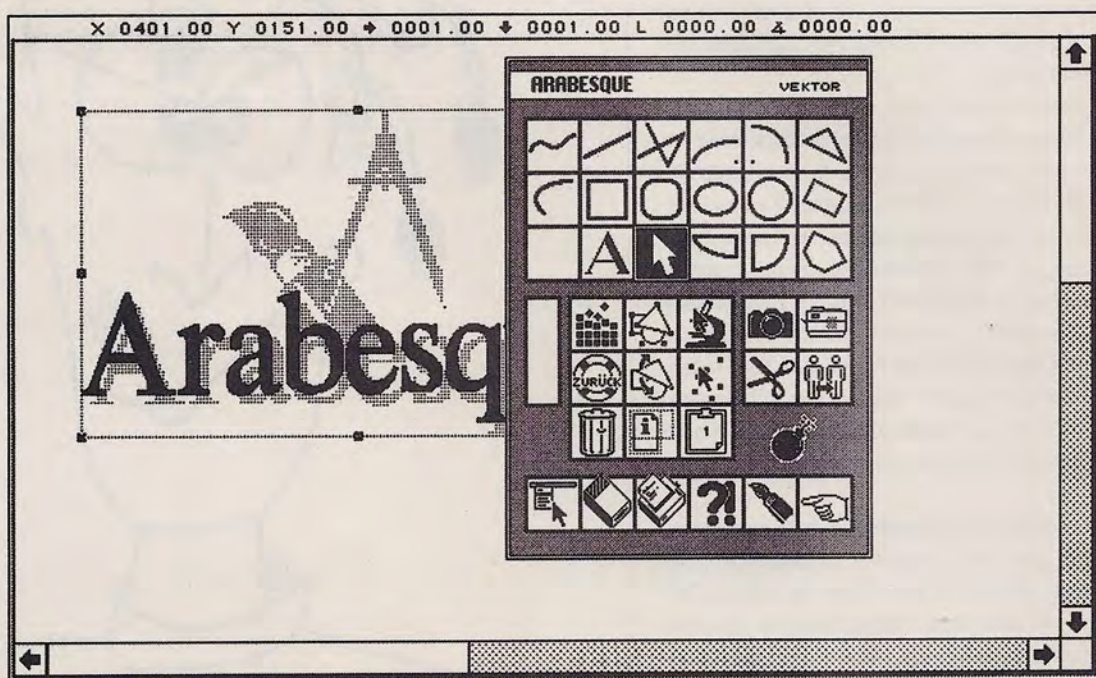 X 0401.00 Y 0151.00 → 0001.00 ↓ 0001.00 L 0000.00 ∡ 0000.00
ARABESQUE VEKTOR
A
Arabesq
ZURÜCK
i
1
?!